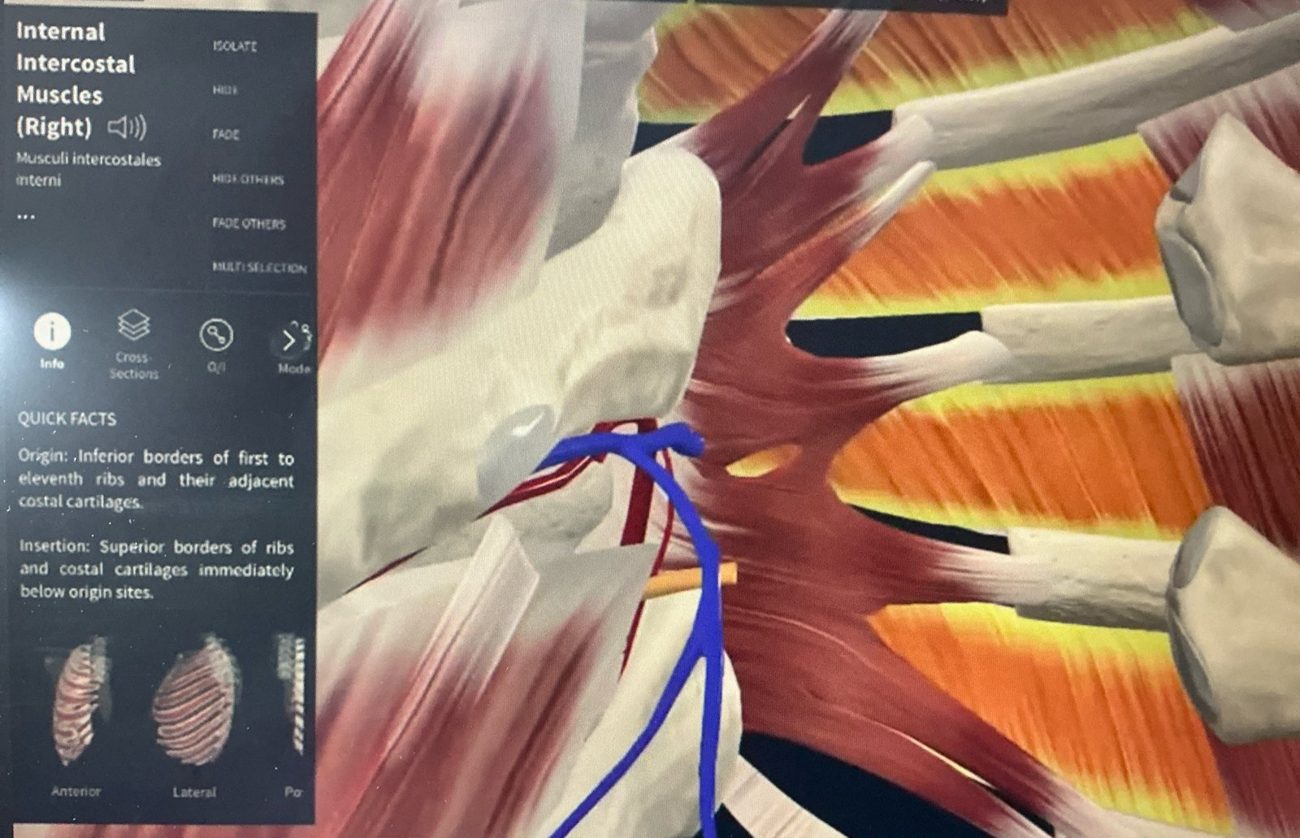 Internal
Intercostal
Muscles
(Right)
Musculi intercostales
interni
...
ISOLATE
HIDE
FADE
HIDE OTHERS
FADE OTHERS
MULTI SELECTION
Info
Cross-
Sections
O/I
Mode
QUICK FACTS
Origin: Inferior borders of first to
eleventh ribs and their adjacent
costal cartilages.
Insertion: Superior borders of ribs
and costal cartilages immediately
below origin sites.
Anterior
Lateral
Po